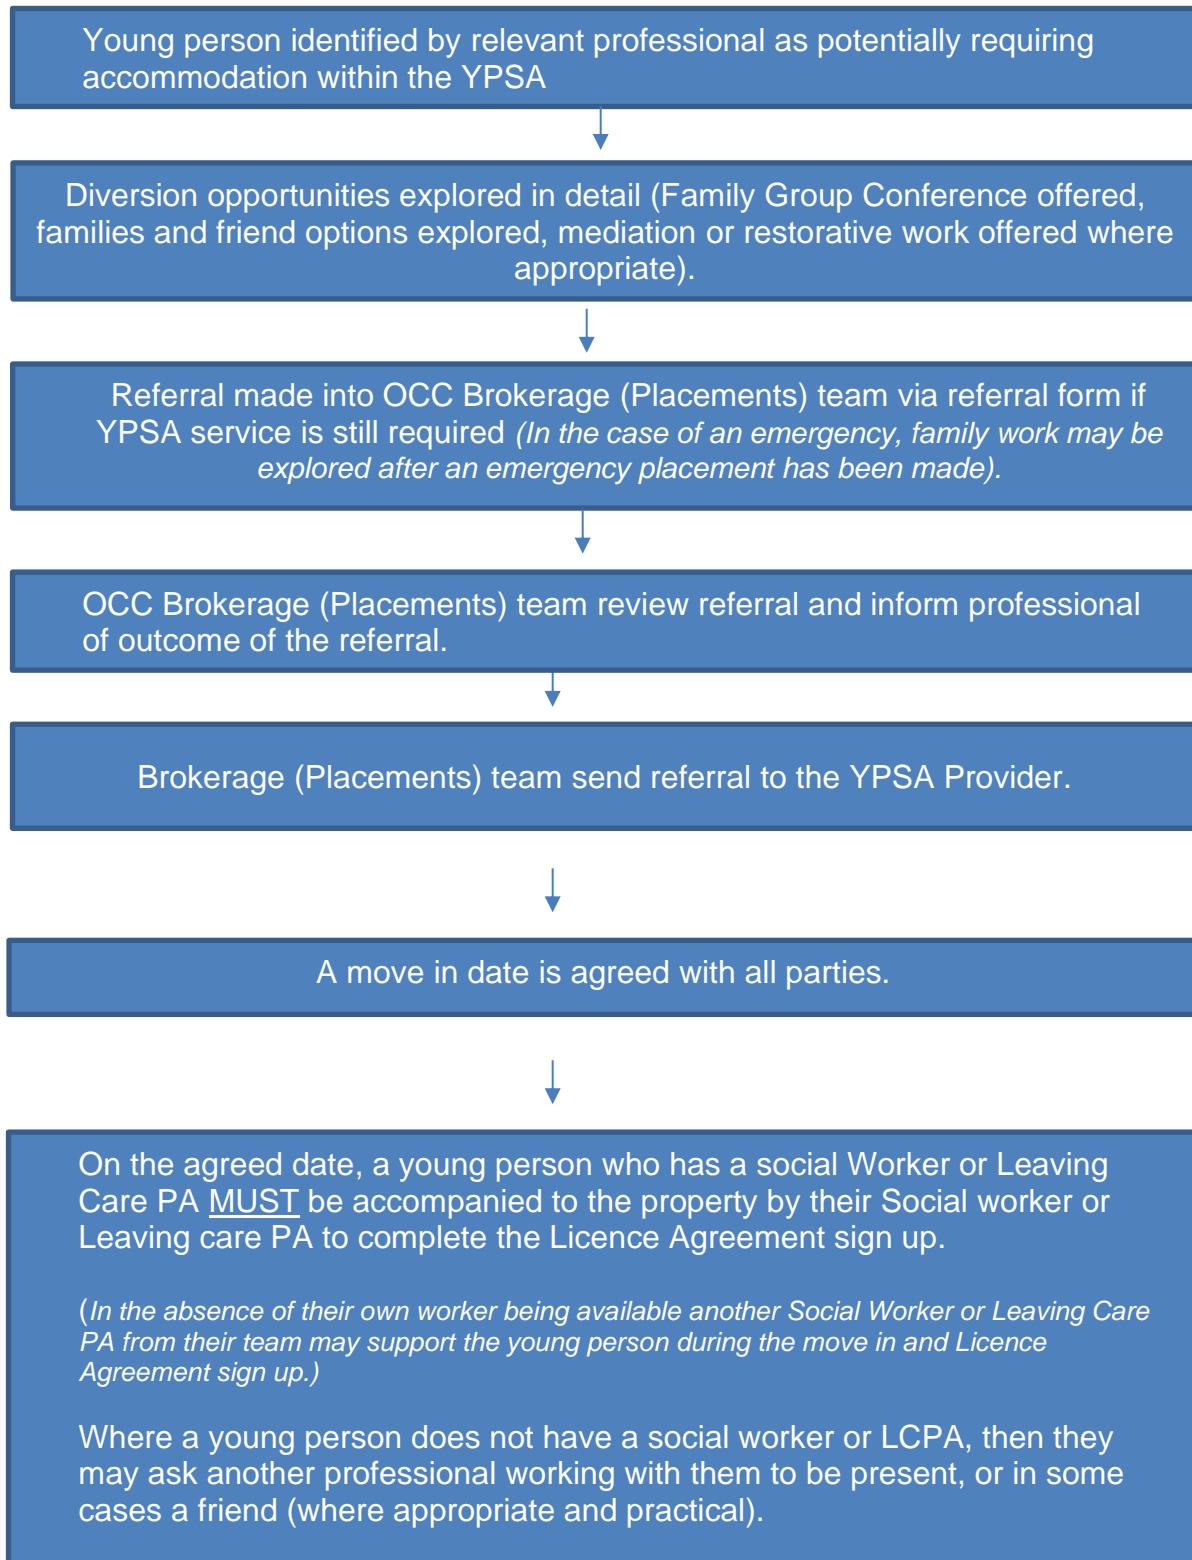 Young person identified by relevant professional as potentially requiring
accommodation within the YPSA
Diversion opportunities explored in detail (Family Group Conference offered,
families and friend options explored, mediation or restorative work offered where
appropriate).
Referral made into OCC Brokerage (Placements) team via referral form if
YPSA service is still required (In the case of an emergency, family work may be
explored after an emergency placement has been made).
OCC Brokerage (Placements) team review referral and inform professional
of outcome of the referral.
Brokerage (Placements) team send referral to the YPSA Provider.
A move in date is agreed with all parties.
On the agreed date, a young person who has a social Worker or Leaving
Care PA MUST be accompanied to the property by their Social worker or
Leaving care PA to complete the Licence Agreement sign up.
(In the absence of their own worker being available another Social Worker or Leaving Care
PA from their team may support the young person during the move in and Licence
Agreement sign up.)
Where a young person does not have a social worker or LCPA, then they
may ask another professional working with them to be present, or in some
cases a friend (where appropriate and practical).